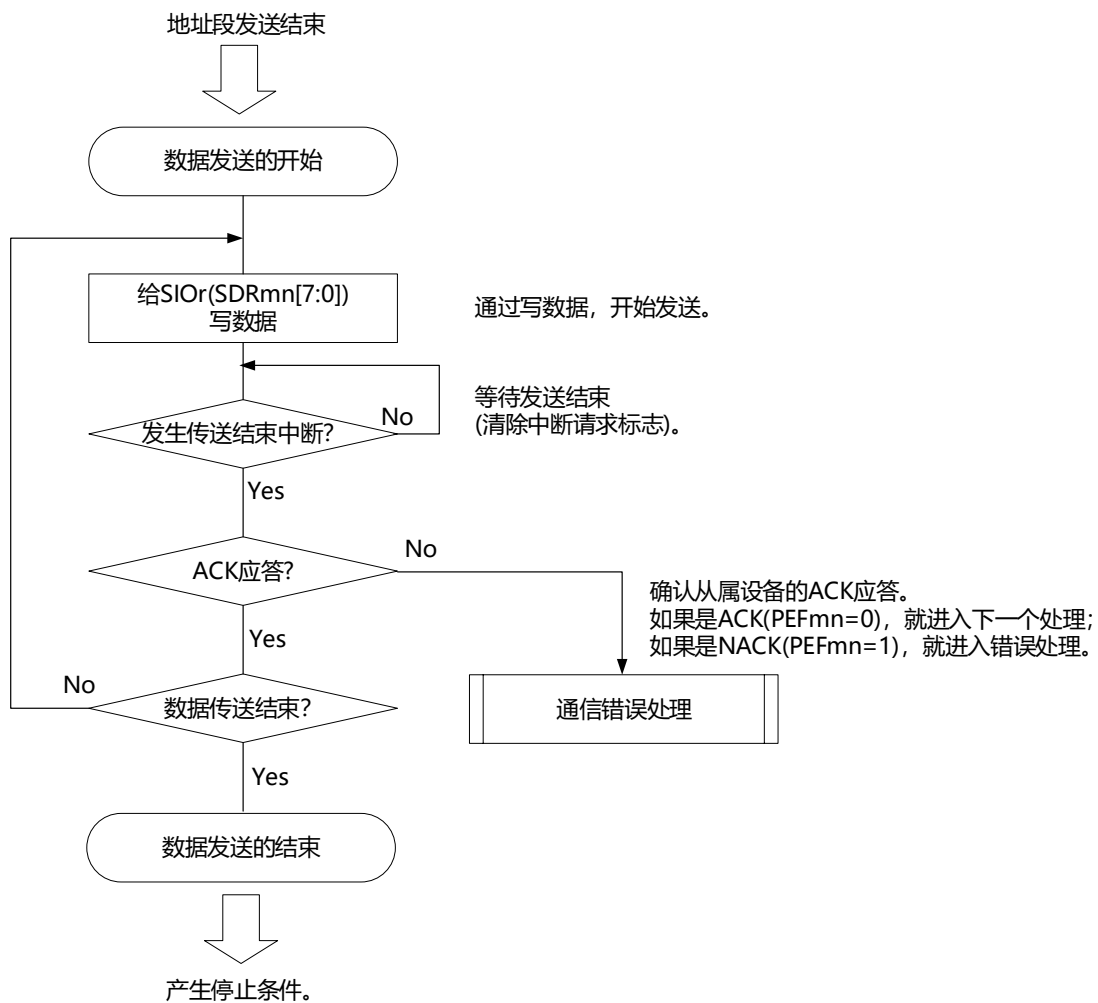 地址段发送结束
数据发送的开始
给SIOr(SDRmn[7:0])
写数据
通过写数据，开始发送。
等待发送结束
(清除中断请求标志)。
No
发生传送结束中断?
Yes
No
ACK应答?
确认从属设备的ACK应答。
如果是ACK(PEFmn=0)，就进入下一个处理;
如果是NACK(PEFmn=1)，就进入错误处理。
Yes
No
数据传送结束?
通信错误处理
Yes
数据发送的结束
产生停止条件。